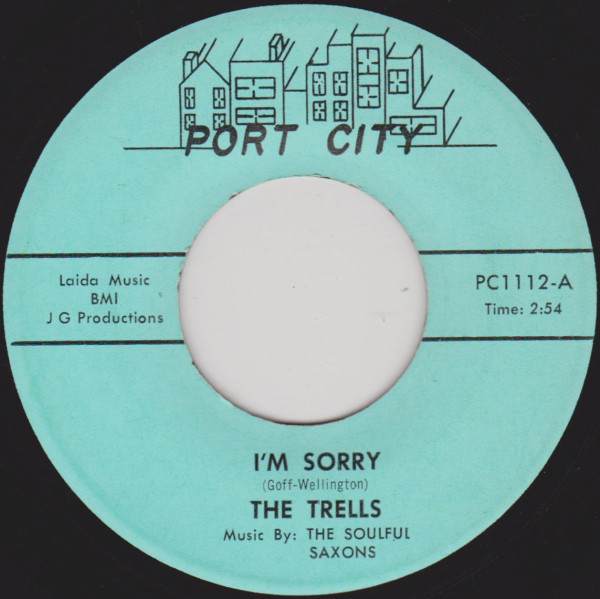 PORT CITY
Laida Music
BMI
J G Productions
PC1112-A
Time: 2:54
I'M SORRY
(Goff-Wellington)
THE TRELLS
Music By: THE SOULFUL
SAXONS